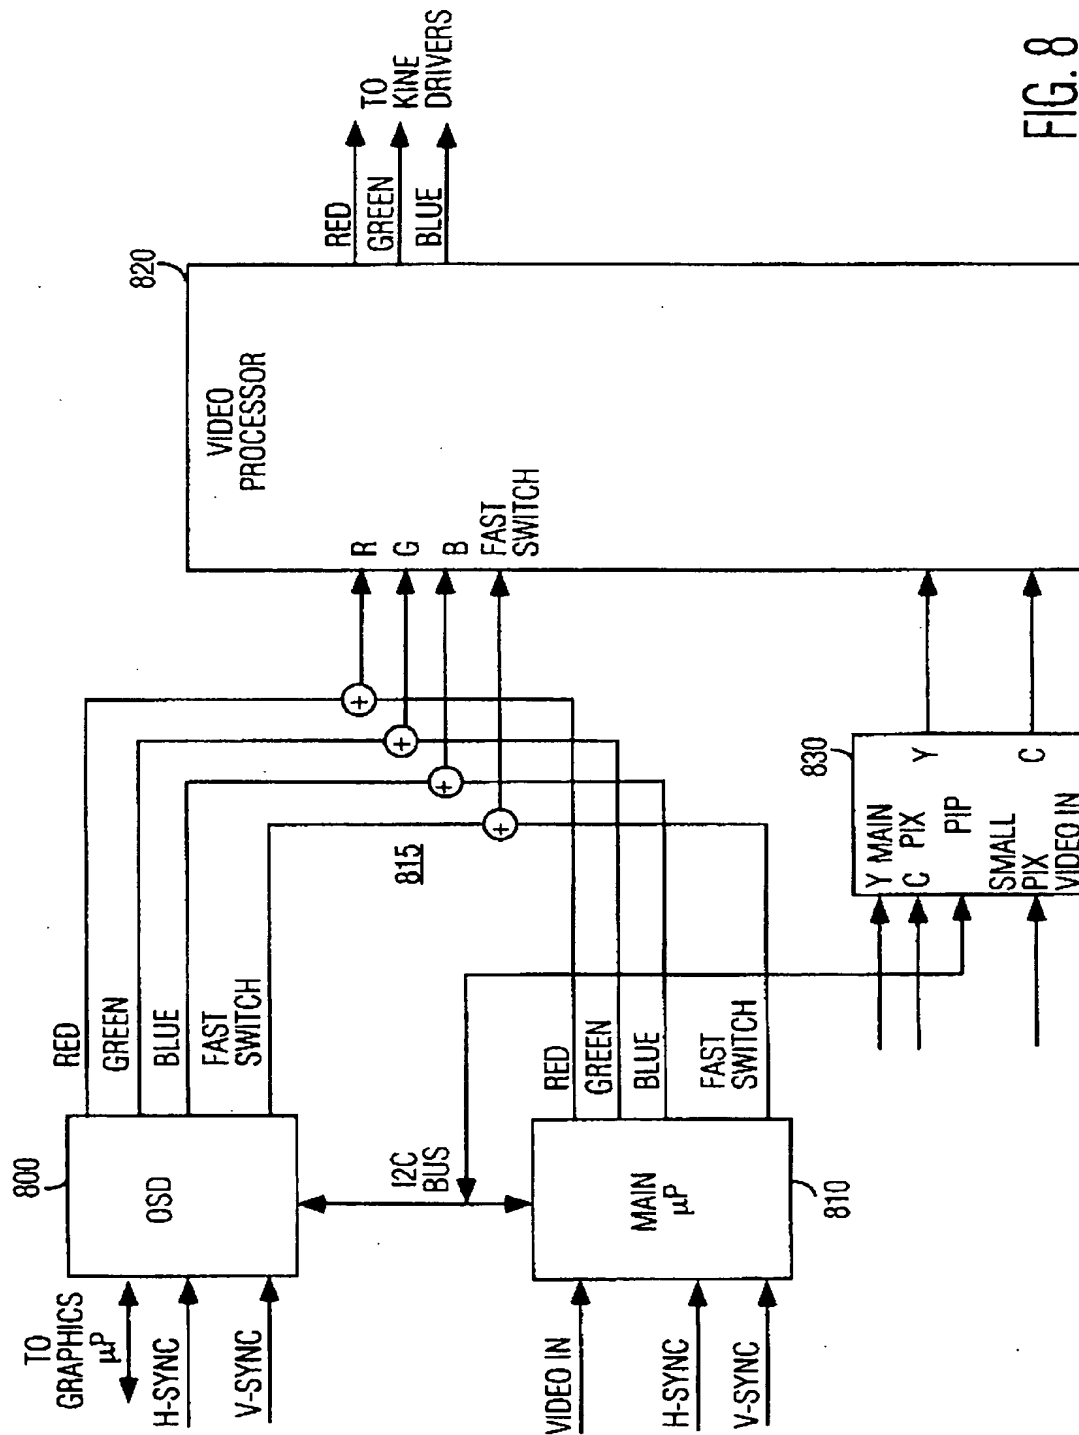 TO
GRAPHICS
µP
H-SYNC
V-SYNC
800
OSD
RED
GREEN
BLUE
FAST
SWITCH
I2C
BUS
VIDEO IN
H-SYNC
V-SYNC
MAIN
µP
810
RED
GREEN
BLUE
FAST
SWITCH
815
+
+
+
+
820
VIDEO
PROCESSOR
R
G
B
FAST
SWITCH
RED
GREEN
BLUE
TO
KINE
DRIVERS
830
Y MAIN
C PIX
PIP
SMALL
PIX
VIDEO IN
Y
C
FIG. 8